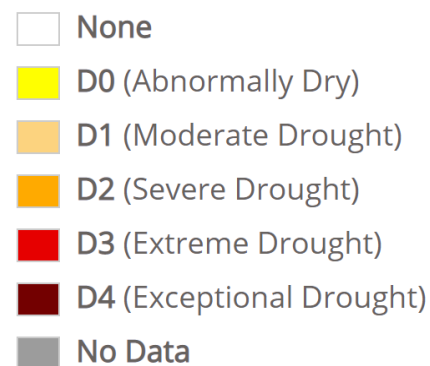 None
D0 (Abnormally Dry)
D1 (Moderate Drought)
D2 (Severe Drought)
D3 (Extreme Drought)
D4 (Exceptional Drought)
No Data